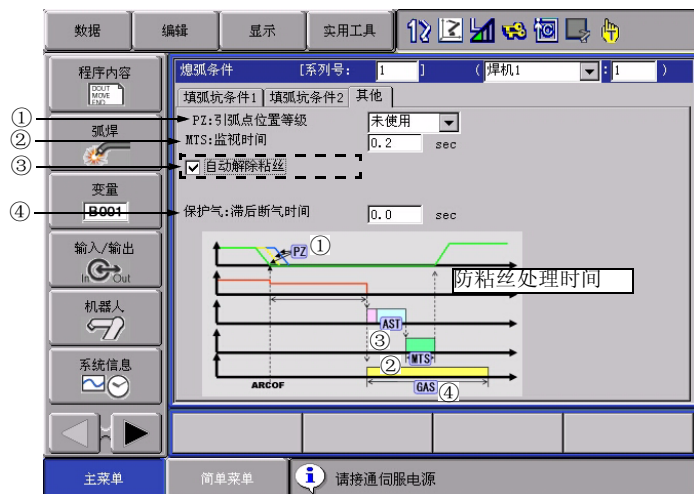 数据 编辑 显示 实用工具
程序内容
DOUT
MOVE
END
弧焊
变量
B001
输入/输出
In Out
机器人
系统信息
熄弧条件 [系列号: 1 ] ( 焊机1 : 1 )
填弧坑条件1 填弧坑条件2 其他
① PZ:引弧点位置等级 未使用
② MTS:监视时间 0.2 sec
③ 自动解除粘丝
④ 保护气:滞后断气时间 0.0 sec
PZ ①
防粘丝处理时间
AST
③
MTS
②
ARCOF GAS ④
主菜单 简单菜单 请接通伺服电源